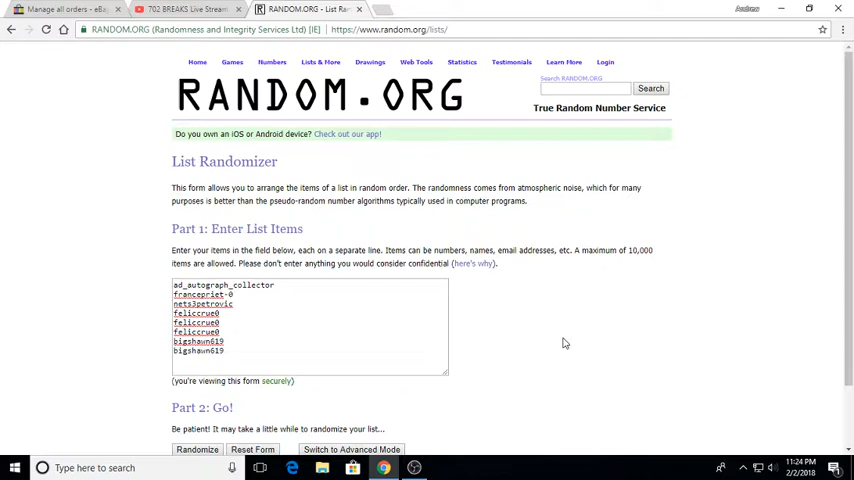 Manage all orders - eBa
702 BREAKS Live Stream
RANDOM.ORG - List Ra
Andrew
RANDOM.ORG (Randomness and Integrity Services Ltd) [IE]
https://www.random.org/lists/
Home Games Numbers Lists & More Drawings Web Tools Statistics Testimonials Learn More Login
RANDOM.ORG
Search RANDOM.ORG
Search
True Random Number Service
Do you own an iOS or Android device? Check out our app!
List Randomizer
This form allows you to arrange the items of a list in random order. The randomness comes from atmospheric noise, which for many
purposes is better than the pseudo-random number algorithms typically used in computer programs.
Part 1: Enter List Items
Enter your items in the field below, each on a separate line. Items can be numbers, names, email addresses, etc. A maximum of 10,000
items are allowed. Please don't enter anything you would consider confidential (here's why).
ad_autograph_collector
francepriet-0
nets3petrovic
feliccrue0
feliccrue0
feliccrue0
bigshawn619
bigshawn619
(you're viewing this form securely)
Part 2: Go!
Be patient! It may take a little while to randomize your list...
Randomize Reset Form Switch to Advanced Mode
Type here to search
11:24 PM
2/2/2018